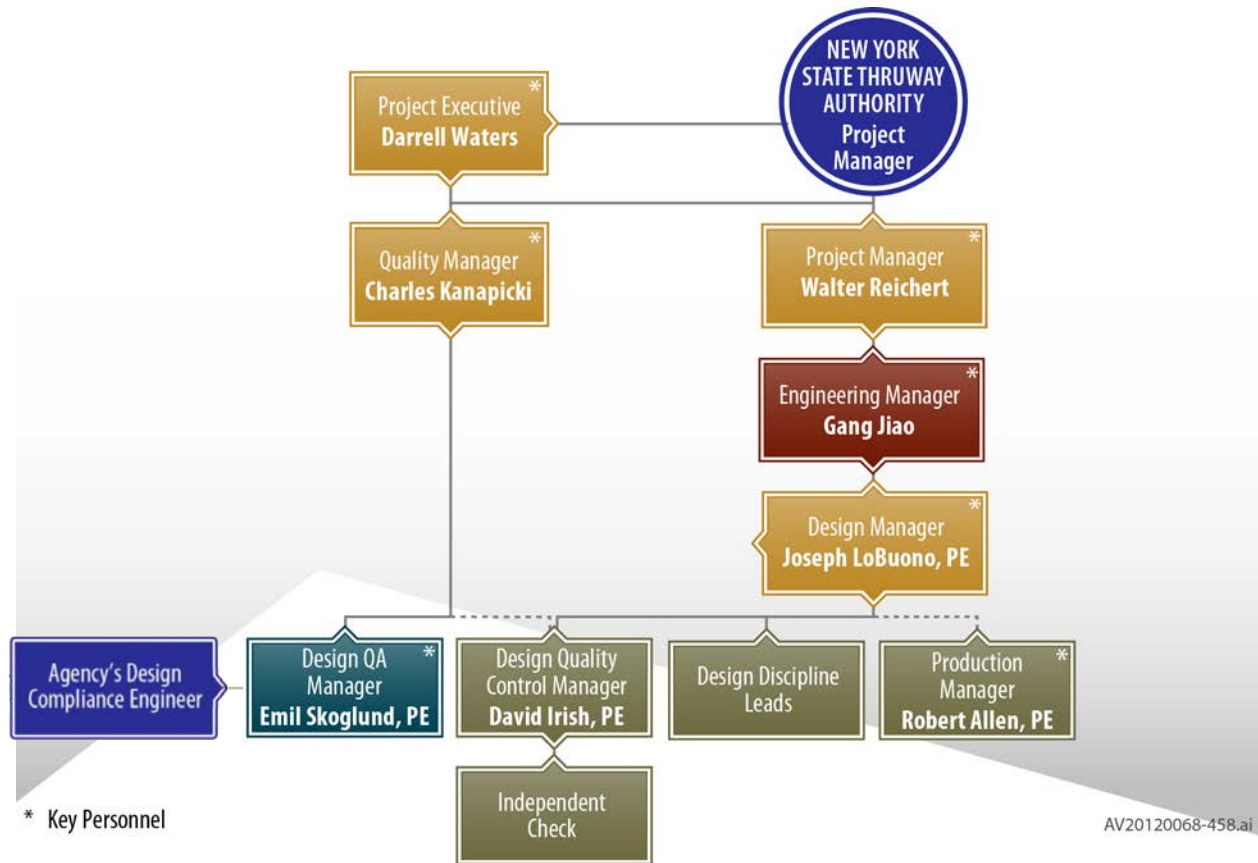 NEW YORK
STATE THRUWAY
AUTHORITY
Project
Manager
*
Project Executive
Darrell Waters
*
Quality Manager
Charles Kanapicki
*
Project Manager
Walter Reichert
*
Engineering Manager
Gang Jiao
*
Design Manager
Joseph LoBuono, PE
Agency's Design
Compliance Engineer
*
Design QA
Manager
Emil Skoglund, PE
Design Quality
Control Manager
David Irish, PE
Design Discipline
Leads
*
Production
Manager
Robert Allen, PE
Independent
Check
* Key Personnel
AV20120068-458.ai